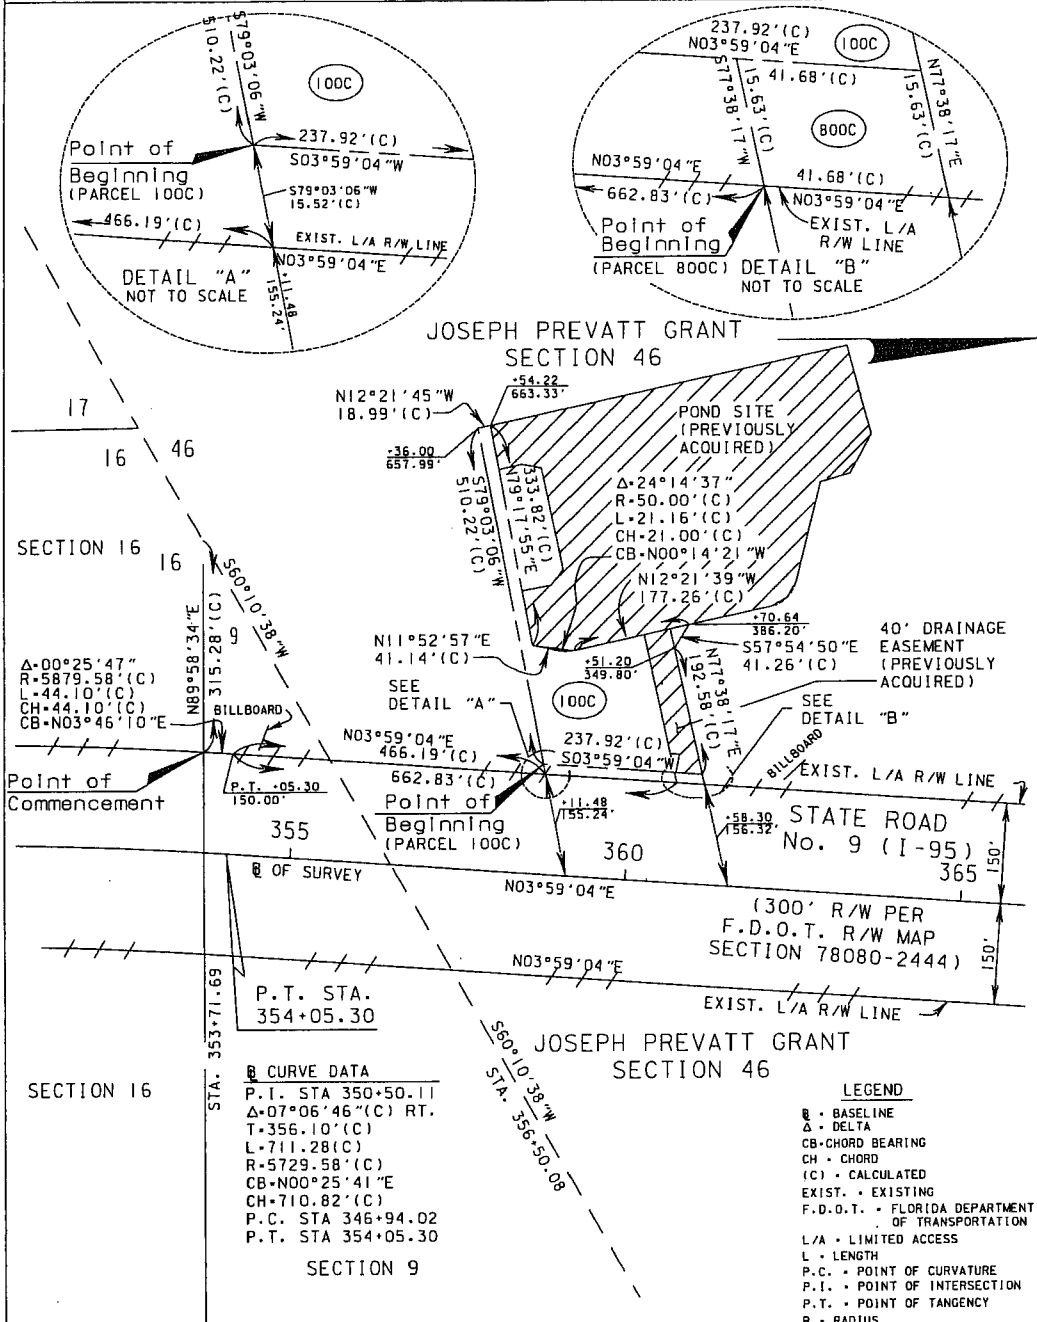 S79°03'06"W
510.22'(C)
100C
237.92'(C)
S03°59'04"W
Point of
Beginning
(PARCEL 100C)
S79°03'06"W
15.52'(C)
466.19'(C)
EXIST. L/A R/W LINE
N03°59'04"E
DETAIL "A"
NOT TO SCALE
+11.48
155.24'
237.92'(C)
N03°59'04"E
100C
41.68'(C)
S77°38'17"W
15.63'(C)
N77°38'17"E
15.63'(C)
800C
N03°59'04"E
41.68'(C)
662.83'(C)
N03°59'04"E
Point of
Beginning
(PARCEL 800C)
EXIST. L/A
R/W LINE
DETAIL "B"
NOT TO SCALE
JOSEPH PREVATT GRANT
SECTION 46
N12°21'45"W
18.99'(C)
+54.22
663.33'
+36.00
657.99'
POND SITE
(PREVIOUSLY
ACQUIRED)
17
16
46
S79°03'06"W
510.22'(C)
333.82'(C)
N79°17'55"E
Δ=24°14'37"
R=50.00'(C)
L=21.16'(C)
CH=21.00'(C)
CB=N00°14'21"W
N12°21'39"W
177.26'(C)
SECTION 16
16
9
S60°10'38"W
N89°58'34"E
315.28'(C)
N11°52'57"E
41.14'(C)
+70.64
386.20'
S57°54'50"E
41.26'(C)
+51.20
349.80'
N77°38'17"E
192.58'(C)
40' DRAINAGE
EASEMENT
(PREVIOUSLY
ACQUIRED)
Δ=00°25'47"
R=5879.58'(C)
L=44.10'(C)
CH=44.10'(C)
CB=N03°46'10"E
BILLBOARD
SEE
DETAIL "A"
100C
SEE
DETAIL "B"
N03°59'04"E
466.19'(C)
662.83'(C)
237.92'(C)
S03°59'04"W
BILLBOARD
EXIST. L/A R/W LINE
Point of
Commencement
P.T. +05.30
150.00'
Point of
Beginning
(PARCEL 100C)
+11.48
155.24'
+58.30
156.32'
STATE ROAD
No. 9 (I-95)
150'
355
360
365
B OF SURVEY
N03°59'04"E
(300' R/W PER
F.D.O.T. R/W MAP
SECTION 78080-2444)
150'
N03°59'04"E
EXIST. L/A R/W LINE
STA. 353+71.69
P.T. STA.
354+05.30
S60°10'38"W
STA. 356+50.08
JOSEPH PREVATT GRANT
SECTION 46
SECTION 16
B CURVE DATA
P.I. STA 350+50.11
Δ=07°06'46"(C) RT.
T=356.10'(C)
L=711.28(C)
R=5729.58'(C)
CB=N00°25'41"E
CH=710.82'(C)
P.C. STA 346+94.02
P.T. STA 354+05.30
SECTION 9
LEGEND
B = BASELINE
Δ = DELTA
CB=CHORD BEARING
CH = CHORD
(C) = CALCULATED
EXIST. = EXISTING
F.D.O.T. = FLORIDA DEPARTMENT
OF TRANSPORTATION
L/A = LIMITED ACCESS
L = LENGTH
P.C. = POINT OF CURVATURE
P.I. = POINT OF INTERSECTION
P.T. = POINT OF TANGENCY
R = RADIUS